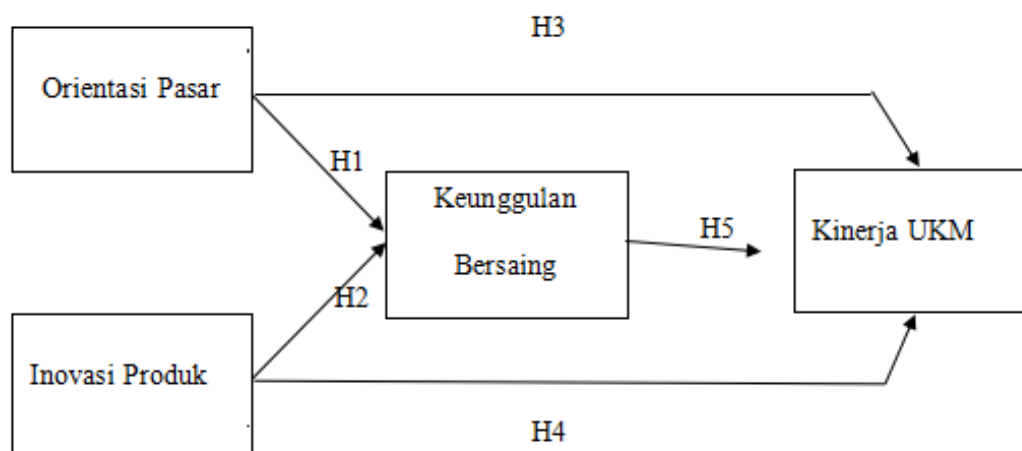 H3
Orientasi Pasar
H1
Keunggulan
Bersaing
H5
Kinerja UKM
H2
Inovasi Produk
H4